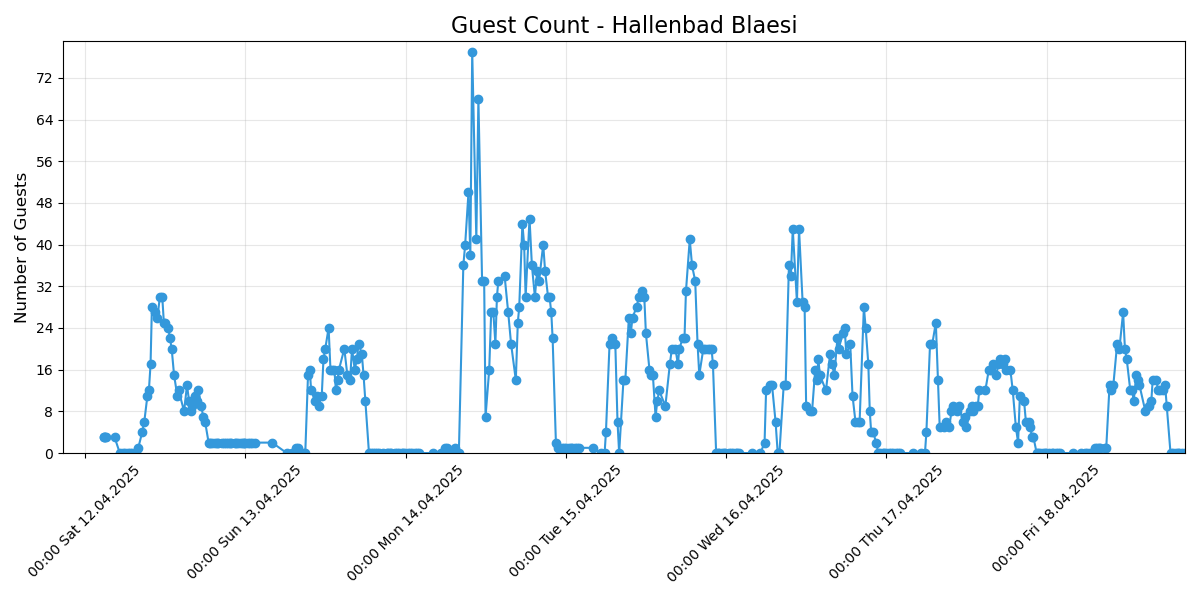 Guest Count - Hallenbad Blaesi
Number of Guests
72
64
56
48
40
32
24
16
8
0
00:00 Sat 12.04.2025
00:00 Sun 13.04.2025
00:00 Mon 14.04.2025
00:00 Tue 15.04.2025
00:00 Wed 16.04.2025
00:00 Thu 17.04.2025
00:00 Fri 18.04.2025